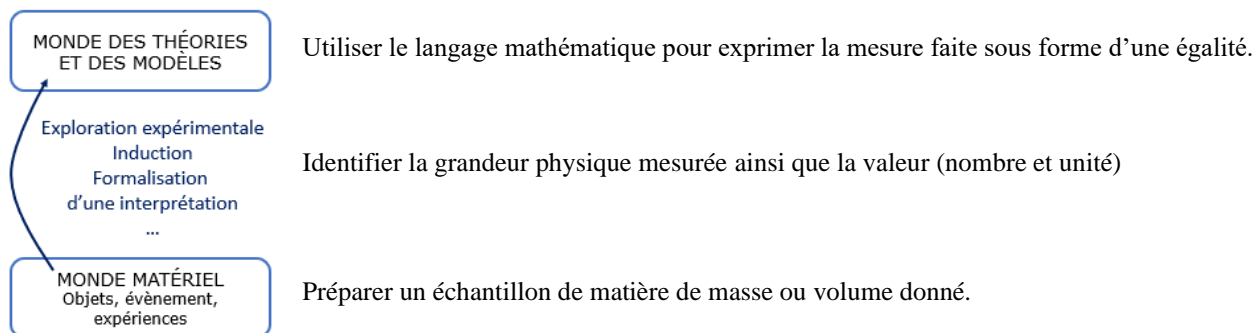 MONDE DES THÉORIES
ET DES MODÈLES
Utiliser le langage mathématique pour exprimer la mesure faite sous forme d’une égalité.
Exploration expérimentale
Induction
Formalisation
d’une interprétation
...
Identifier la grandeur physique mesurée ainsi que la valeur (nombre et unité)
MONDE MATÉRIEL
Objets, évènement,
expériences
Préparer un échantillon de matière de masse ou volume donné.